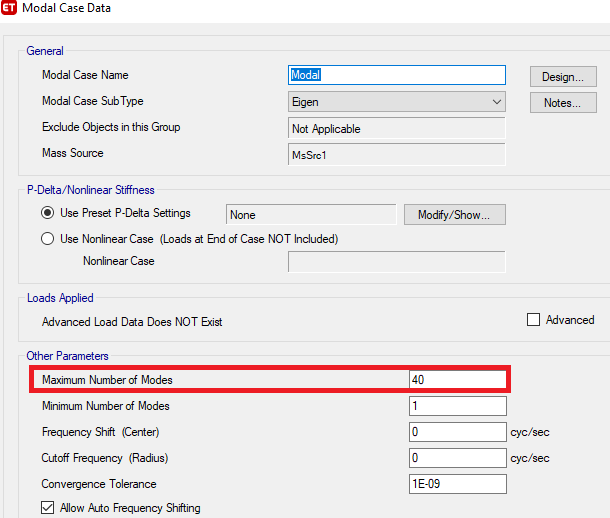 ET Modal Case Data
General
Modal Case Name Modal Design...
Modal Case SubType Eigen Notes...
Exclude Objects in this Group Not Applicable
Mass Source MsSrc1
P-Delta/Nonlinear Stiffness
Use Preset P-Delta Settings None Modify/Show...
Use Nonlinear Case (Loads at End of Case NOT Included)
Nonlinear Case
Loads Applied
Advanced Load Data Does NOT Exist Advanced
Other Parameters
Maximum Number of Modes 40
Minimum Number of Modes 1
Frequency Shift (Center) 0 cyc/sec
Cutoff Frequency (Radius) 0 cyc/sec
Convergence Tolerance 1E-09
Allow Auto Frequency Shifting